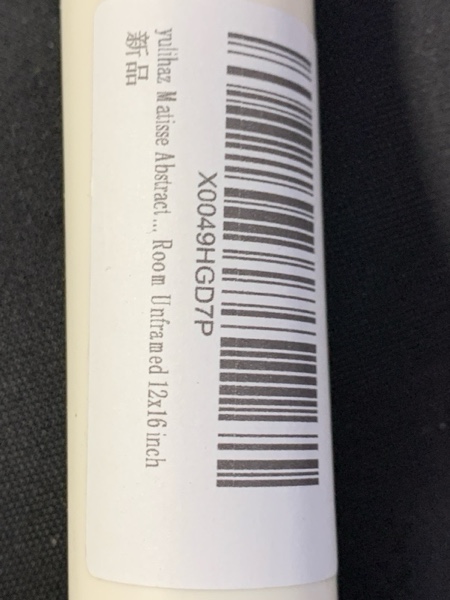 X0049HGD7P
yulihaz Matisse Abstract... Room Unframed 12x16 inch
新品